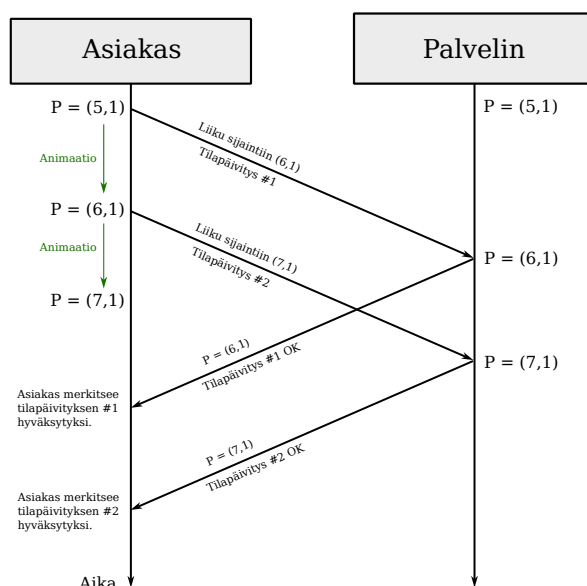 Asiakas
Palvelin
P = (5,1)
P = (5,1)
Liiku sijaintiin (6,1)
Tilapäivitys #1
Animaatio
P = (6,1)
Liiku sijaintiin (7,1)
Tilapäivitys #2
Animaatio
P = (6,1)
P = (7,1)
P = (6,1)
Tilapäivitys #1 OK
P = (7,1)
Asiakas merkitsee
tilapäivityksen #1
hyväksytyksi.
P = (7,1)
Tilapäivitys #2 OK
Asiakas merkitsee
tilapäivityksen #2
hyväksytyksi.
Aika